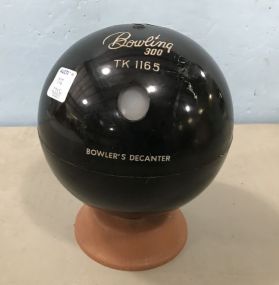 Bowling
300
TK 1165
BOWLER'S DECANTER